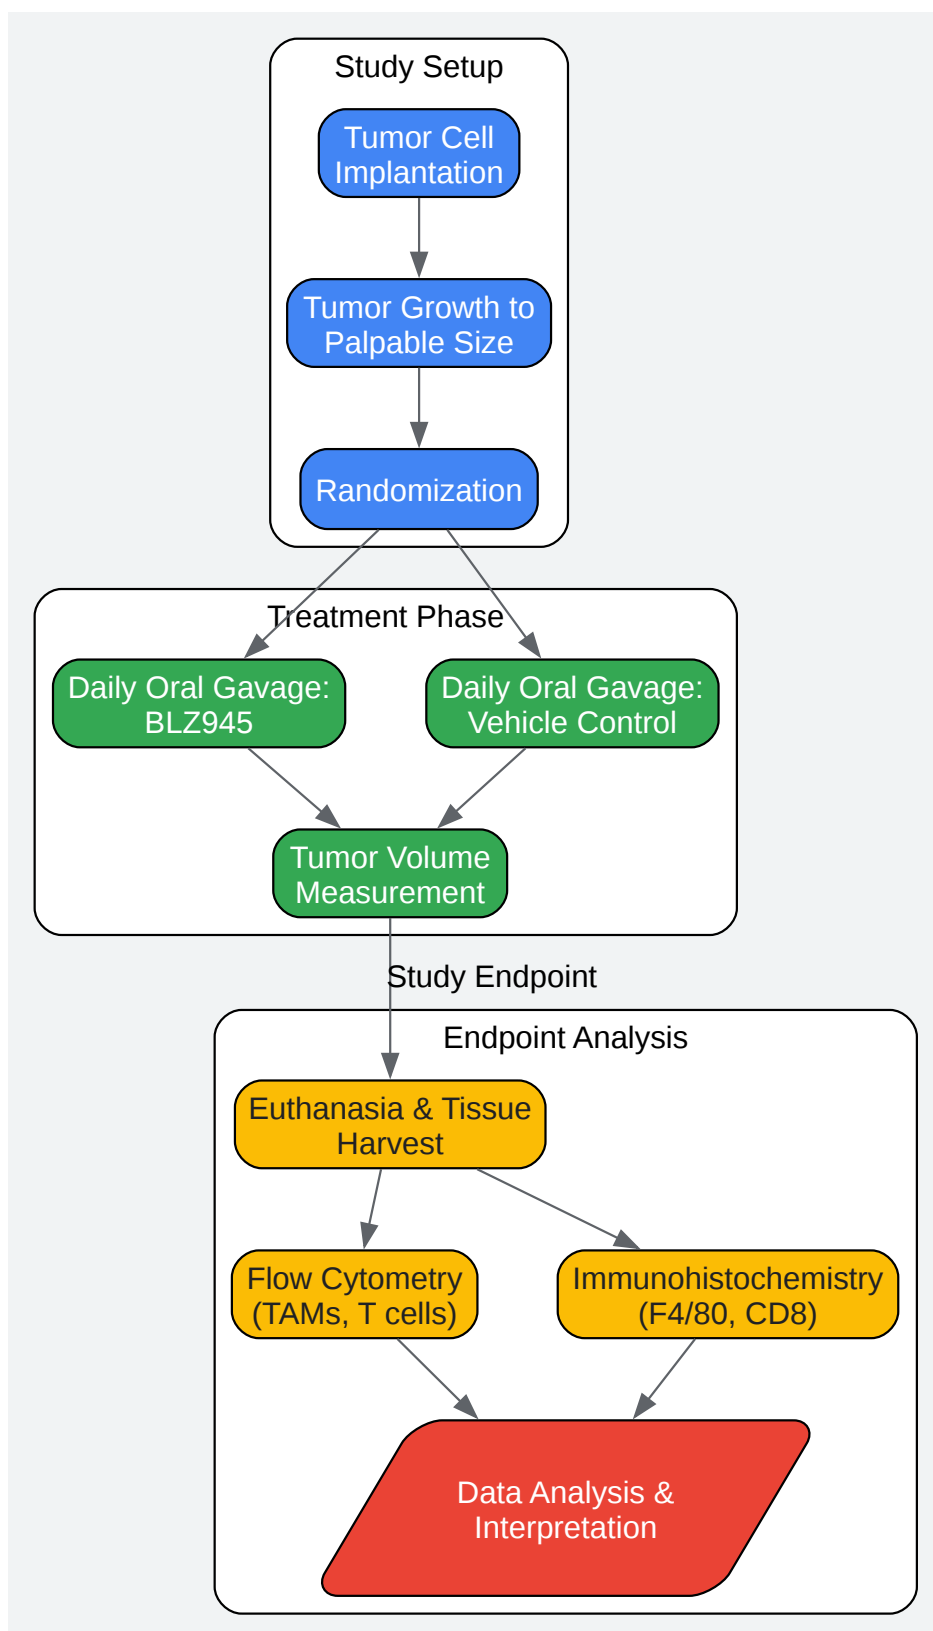 Study Setup
Tumor Cell
Implantation
Tumor Growth to
Palpable Size
Randomization
Treatment Phase
Daily Oral Gavage:
BLZ945
Daily Oral Gavage:
Vehicle Control
Tumor Volume
Measurement
Study Endpoint
Endpoint Analysis
Euthanasia & Tissue
Harvest
Flow Cytometry
(TAMs, T cells)
Immunohistochemistry
(F4/80, CD8)
Data Analysis &
Interpretation